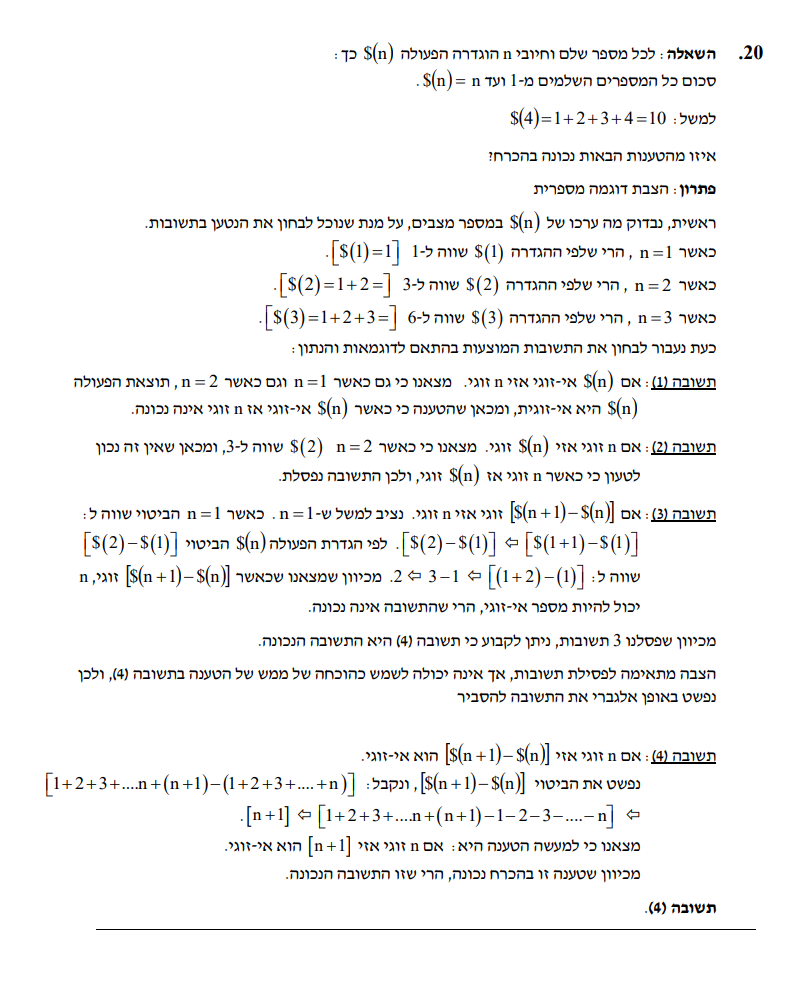 20. השאלה: לכל מספר שלם וחיובי n הוגדרה הפעולה $(n) כך:
סכום כל המספרים השלמים מ-1 ועד n = $(n).
למשל: $(4)=1+2+3+4=10
איזו מהטענות הבאות נכונה בהכרח?
פתרון: הצבת דוגמה מספרית
ראשית, נבדוק מה ערכו של $(n) במספר מצבים, על מנת שנוכל לבחון את הנטען בתשובות.
כאשר n=1, הרי שלפי ההגדרה $(1) שווה ל-1 [$(1)=1].
כאשר n=2, הרי שלפי ההגדרה $(2) שווה ל-3 [$(2)=1+2=].
כאשר n=3, הרי שלפי ההגדרה $(3) שווה ל-6 [$(3)=1+2+3=].
כעת נעבור לבחון את התשובות המוצעות בהתאם לדוגמאות והנתון:
תשובה (1): אם $(n) אי-זוגי אזי n זוגי. מצאנו כי גם כאשר n=1 וגם כאשר n=2, תוצאת הפעולה
$(n) היא אי-זוגית, ומכאן שהטענה כי כאשר $(n) אי-זוגי אז n זוגי אינה נכונה.
תשובה (2): אם n זוגי אזי $(n) זוגי. מצאנו כי כאשר n=2 $(2) שווה ל-3, ומכאן שאין זה נכון
לטעון כי כאשר n זוגי אז $(n) זוגי, ולכן התשובה נפסלת.
תשובה (3): אם [$(n+1)-$(n)] זוגי אזי n זוגי. נציב למשל ש-n=1. כאשר n=1 הביטוי שווה ל:
[$(1+1)-$(1)] ⇦ [$(2)-$(1)]. לפי הגדרת הפעולה $(n) הביטוי [$(2)-$(1)]
שווה ל: [(1+2)-(1)] ⇦ 3-1 ⇦ 2. מכיוון שמצאנו שכאשר [$(n+1)-$(n)] זוגי, n
יכול להיות מספר אי-זוגי, הרי שהתשובה אינה נכונה.
מכיוון שפסלנו 3 תשובות, ניתן לקבוע כי תשובה (4) היא התשובה הנכונה.
הצבה מתאימה לפסילת תשובות, אך אינה יכולה לשמש כהוכחה של ממש של הטענה בתשובה (4), ולכן
נפשט באופן אלגברי את התשובה להסביר
תשובה (4): אם n זוגי אזי [$(n+1)-$(n)] הוא אי-זוגי.
נפשט את הביטוי [$(n+1)-$(n)], ונקבל: [1+2+3+....n+(n+1)-(1+2+3+....+n)]
⇦ [1+2+3+....n+(n+1)-1-2-3-....-n] ⇦ [n+1].
מצאנו כי למעשה הטענה היא: אם n זוגי אזי [n+1] הוא אי-זוגי.
מכיוון שטענה זו בהכרח נכונה, הרי שזו התשובה הנכונה.
תשובה (4).